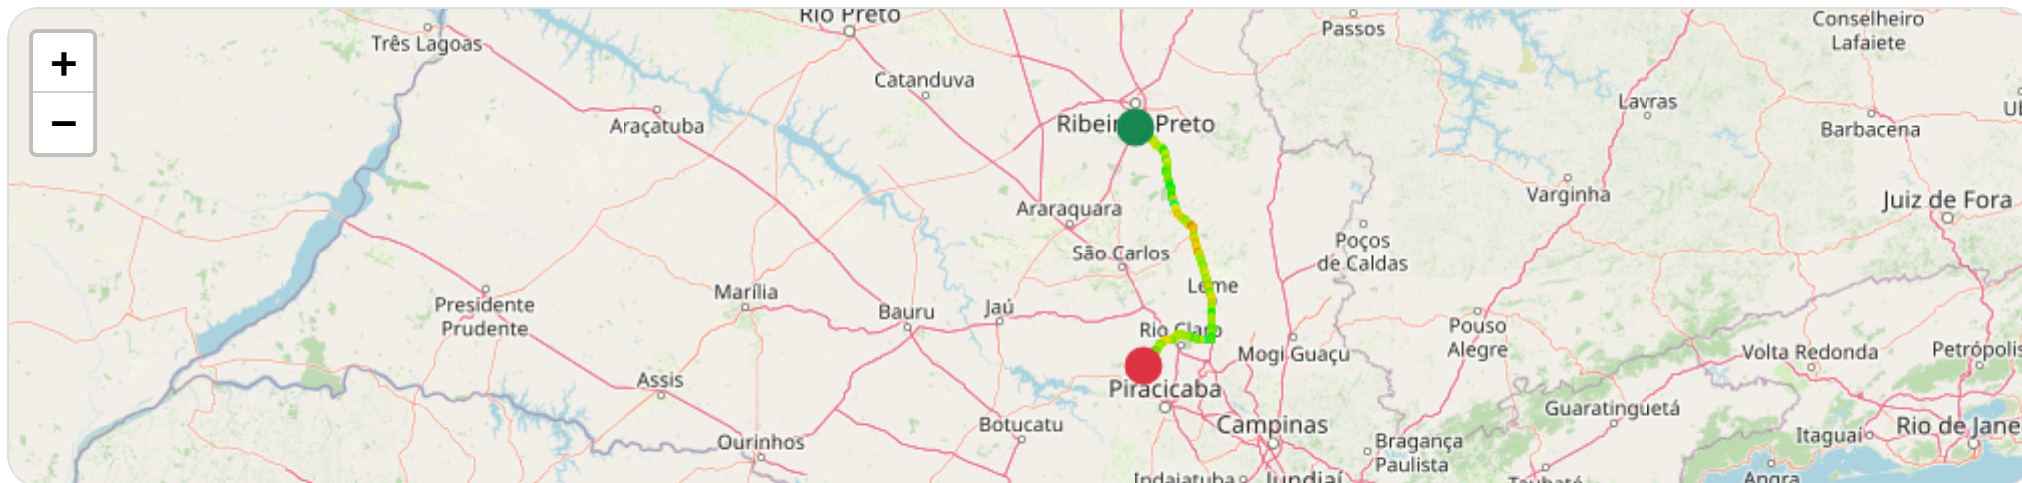 +
−
Três Lagoas
Rio Preto
Catanduva
Araçatuba
Passos
Conselheiro
Lafaiete
Lavras
Barbacena
Preto
Varginha
Juiz de Fora
Araraquara
São Carlos
Poços
de Caldas
Leme
Presidente
Prudente
Marília
Bauru
Jaú
Rio Claro
Mogi Guaçu
Pouso
Alegre
Volta Redonda
Petrópolis
Assis
Piracicaba
Guaratinguetá
Ourinhos
Botucatu
Campinas
Bragança
Paulista
Itaguaí
Rio de Jane
Indaiatuba
Jundiaí
Taubaté
Angra